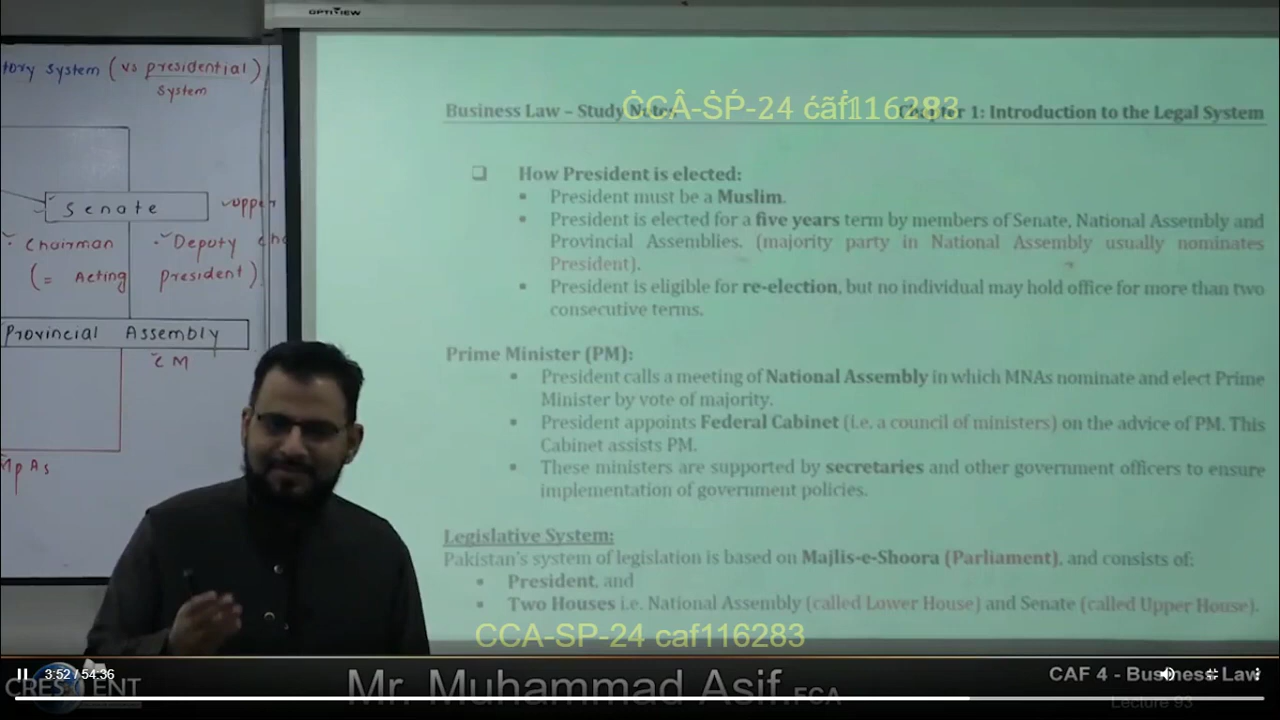 OPTIVIEW
tory system (vs presidential)
system
Senate
upper
Chairman
Deputy
(= Acting president)
Provincial Assembly
CM
MPAs
Business Law – Study Notes
Chapter 1: Introduction to the Legal System
ĊCÂ-ṠṔ-24 ćãḟ116283
❑ How President is elected:
▪ President must be a Muslim.
▪ President is elected for a five years term by members of Senate, National Assembly and
Provincial Assemblies. (majority party in National Assembly usually nominates
President).
▪ President is eligible for re-election, but no individual may hold office for more than two
consecutive terms.
Prime Minister (PM):
▪ President calls a meeting of National Assembly in which MNAs nominate and elect Prime
Minister by vote of majority.
▪ President appoints Federal Cabinet (i.e. a council of ministers) on the advice of PM. This
Cabinet assists PM.
▪ These ministers are supported by secretaries and other government officers to ensure
implementation of government policies.
Legislative System:
Pakistan's system of legislation is based on Majlis-e-Shoora (Parliament), and consists of:
▪ President, and
▪ Two Houses i.e. National Assembly (called Lower House) and Senate (called Upper House).
CCA-SP-24 caf116283
3:52 / 54:36
CRESCENT
Mr. Muhammad Asif, FCA
CAF 4 - Business Law
Lecture 93